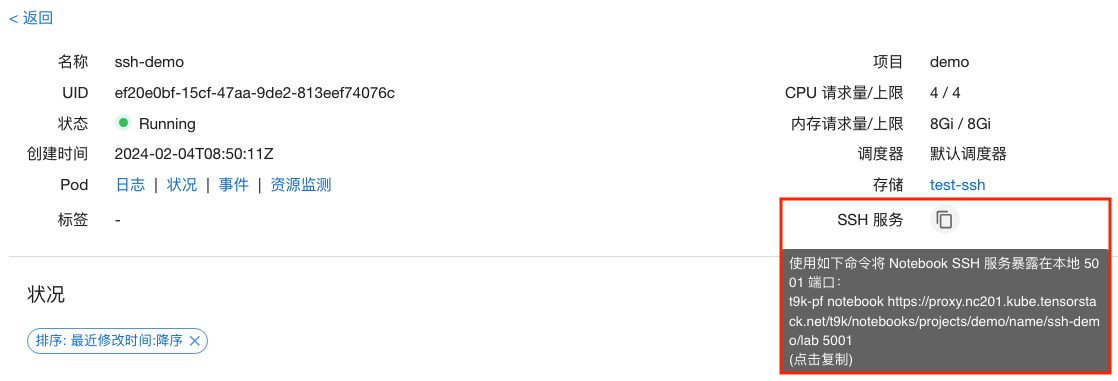 < 返回
名称 ssh-demo
项目 demo
UID ef20e0bf-15cf-47aa-9de2-813eef74076c
CPU 请求量/上限 4 / 4
状态 Running
内存请求量/上限 8Gi / 8Gi
创建时间 2024-02-04T08:50:11Z
调度器 默认调度器
Pod 日志 | 状况 | 事件 | 资源监测
存储 test-ssh
标签 -
SSH 服务
使用如下命令将 Notebook SSH 服务暴露在本地 50
01 端口:
t9k-pf notebook https://proxy.nc201.kube.tensorsta
ck.net/t9k/notebooks/projects/demo/name/ssh-dem
o/lab 5001
(点击复制)
状况
排序: 最近修改时间:降序